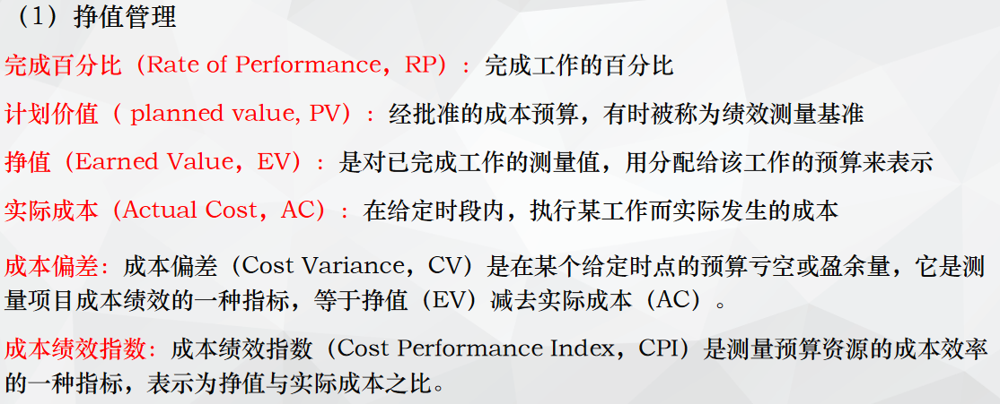 （1）挣值管理
完成百分比（Rate of Performance，RP）：完成工作的百分比
计划价值（ planned value, PV）：经批准的成本预算，有时被称为绩效测量基准
挣值（Earned Value，EV）：是对已完成工作的测量值，用分配给该工作的预算来表示
实际成本（Actual Cost，AC）：在给定时段内，执行某工作而实际发生的成本
成本偏差：成本偏差（Cost Variance，CV）是在某个给定时点的预算亏空或盈余量，它是测
量项目成本绩效的一种指标，等于挣值（EV）减去实际成本（AC）。
成本绩效指数：成本绩效指数（Cost Performance Index，CPI）是测量预算资源的成本效率
的一种指标，表示为挣值与实际成本之比。